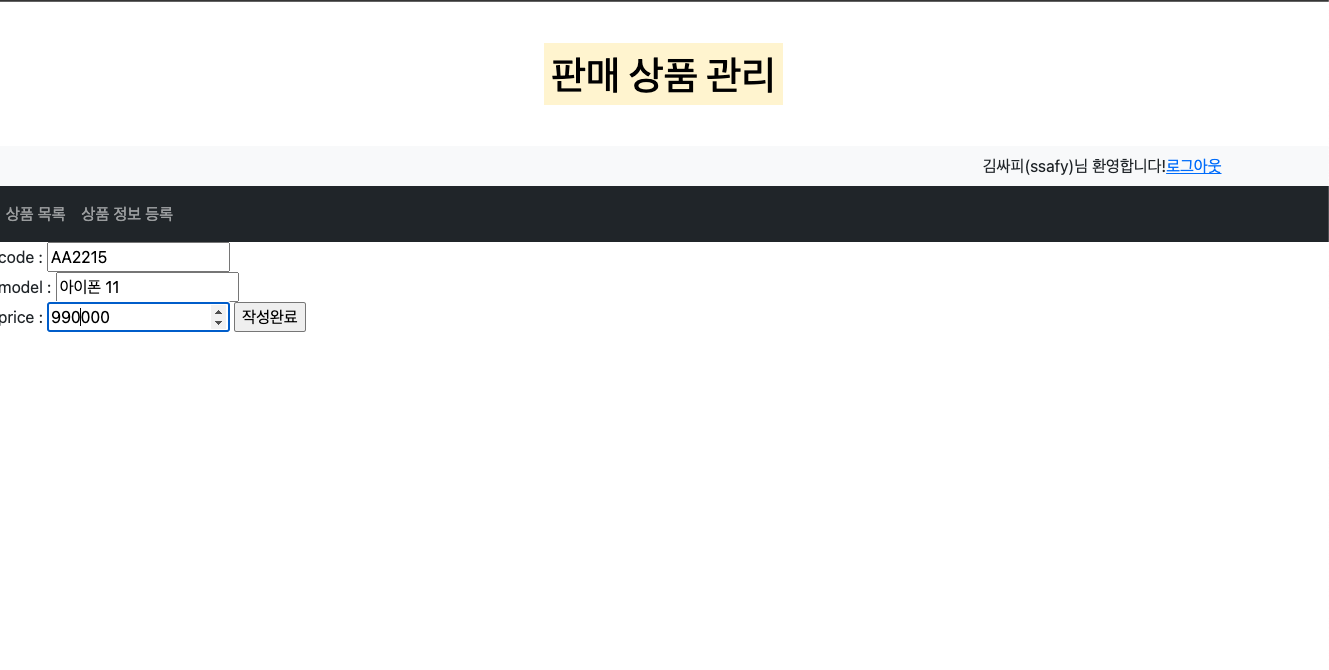 판매 상품 관리
김싸피(ssafy)님 환영합니다!로그아웃
상품 목록 상품 정보 등록
code : AA2215
model : 아이폰 11
price : 990000 작성완료